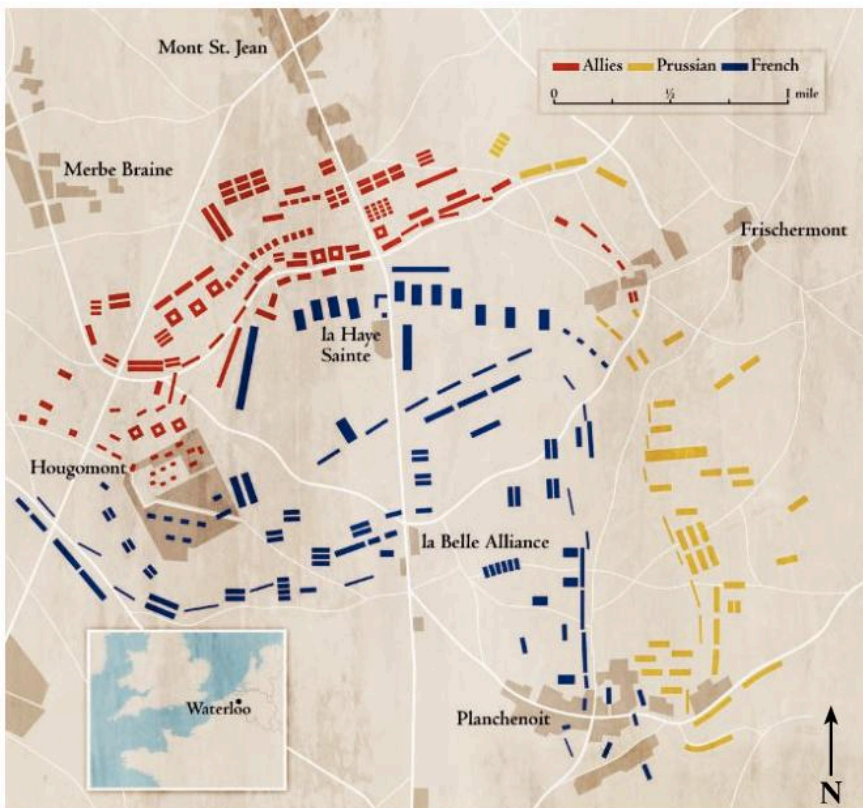 Mont St. Jean
Allies Prussian French
0 ½ 1 mile
Merbe Braine
Frischermont
la Haye
Sainte
Hougomont
la Belle Alliance
Waterloo
Planchenoit
N